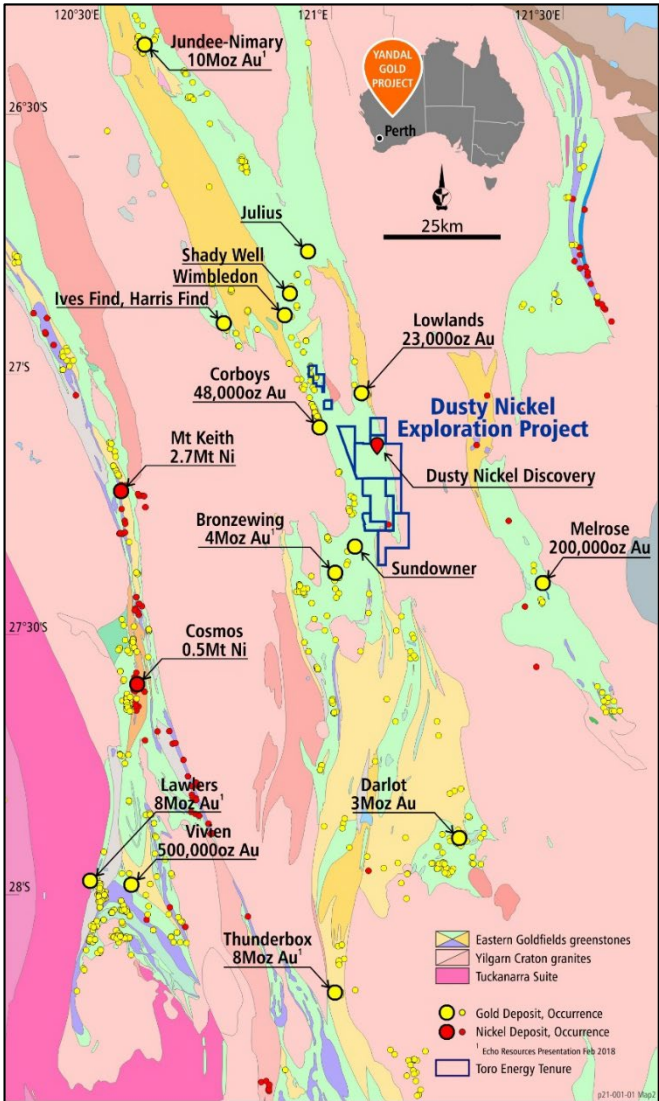 120°30'E
121°E
121°30'E
Jundee-Nimary
10Moz Au¹
YANDAL
GOLD
PROJECT
Perth
26°30'S
25km
Julius
Shady Well
Wimbledon
Ives Find, Harris Find
Lowlands
23,000oz Au
27°S
Corboys
48,000oz Au
Dusty Nickel
Exploration Project
Mt Keith
2.7Mt Ni
Dusty Nickel Discovery
Bronzewing
4Moz Au¹
Melrose
200,000oz Au
Sundowner
27°30'S
Cosmos
0.5Mt Ni
Lawlers
8Moz Au¹
Vivien
500,000oz Au
Darlot
3Moz Au
28°S
Thunderbox
8Moz Au¹
Eastern Goldfields greenstones
Yilgarn Craton granites
Tuckanarra Suite
Gold Deposit, Occurrence
Nickel Deposit, Occurrence
¹ Echo Resources Presentation Feb 2018
Toro Energy Tenure
p21-001-01 Map2